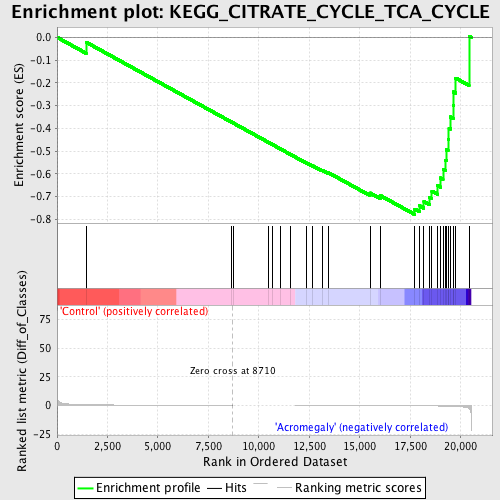 Enrichment plot: KEGG_CITRATE_CYCLE_TCA_CYCLE
Enrichment score (ES)
0.0
-0.1
-0.2
-0.3
-0.4
-0.5
-0.6
-0.7
-0.8
'Control' (positively correlated)
Ranked list metric (Diff_of_Classes)
75
50
25
0
-25
Zero cross at 8710
'Acromegaly' (negatively correlated)
0
2,500
5,000
7,500
10,000
12,500
15,000
17,500
20,000
Rank in Ordered Dataset
Enrichment profile
Hits
Ranking metric scores